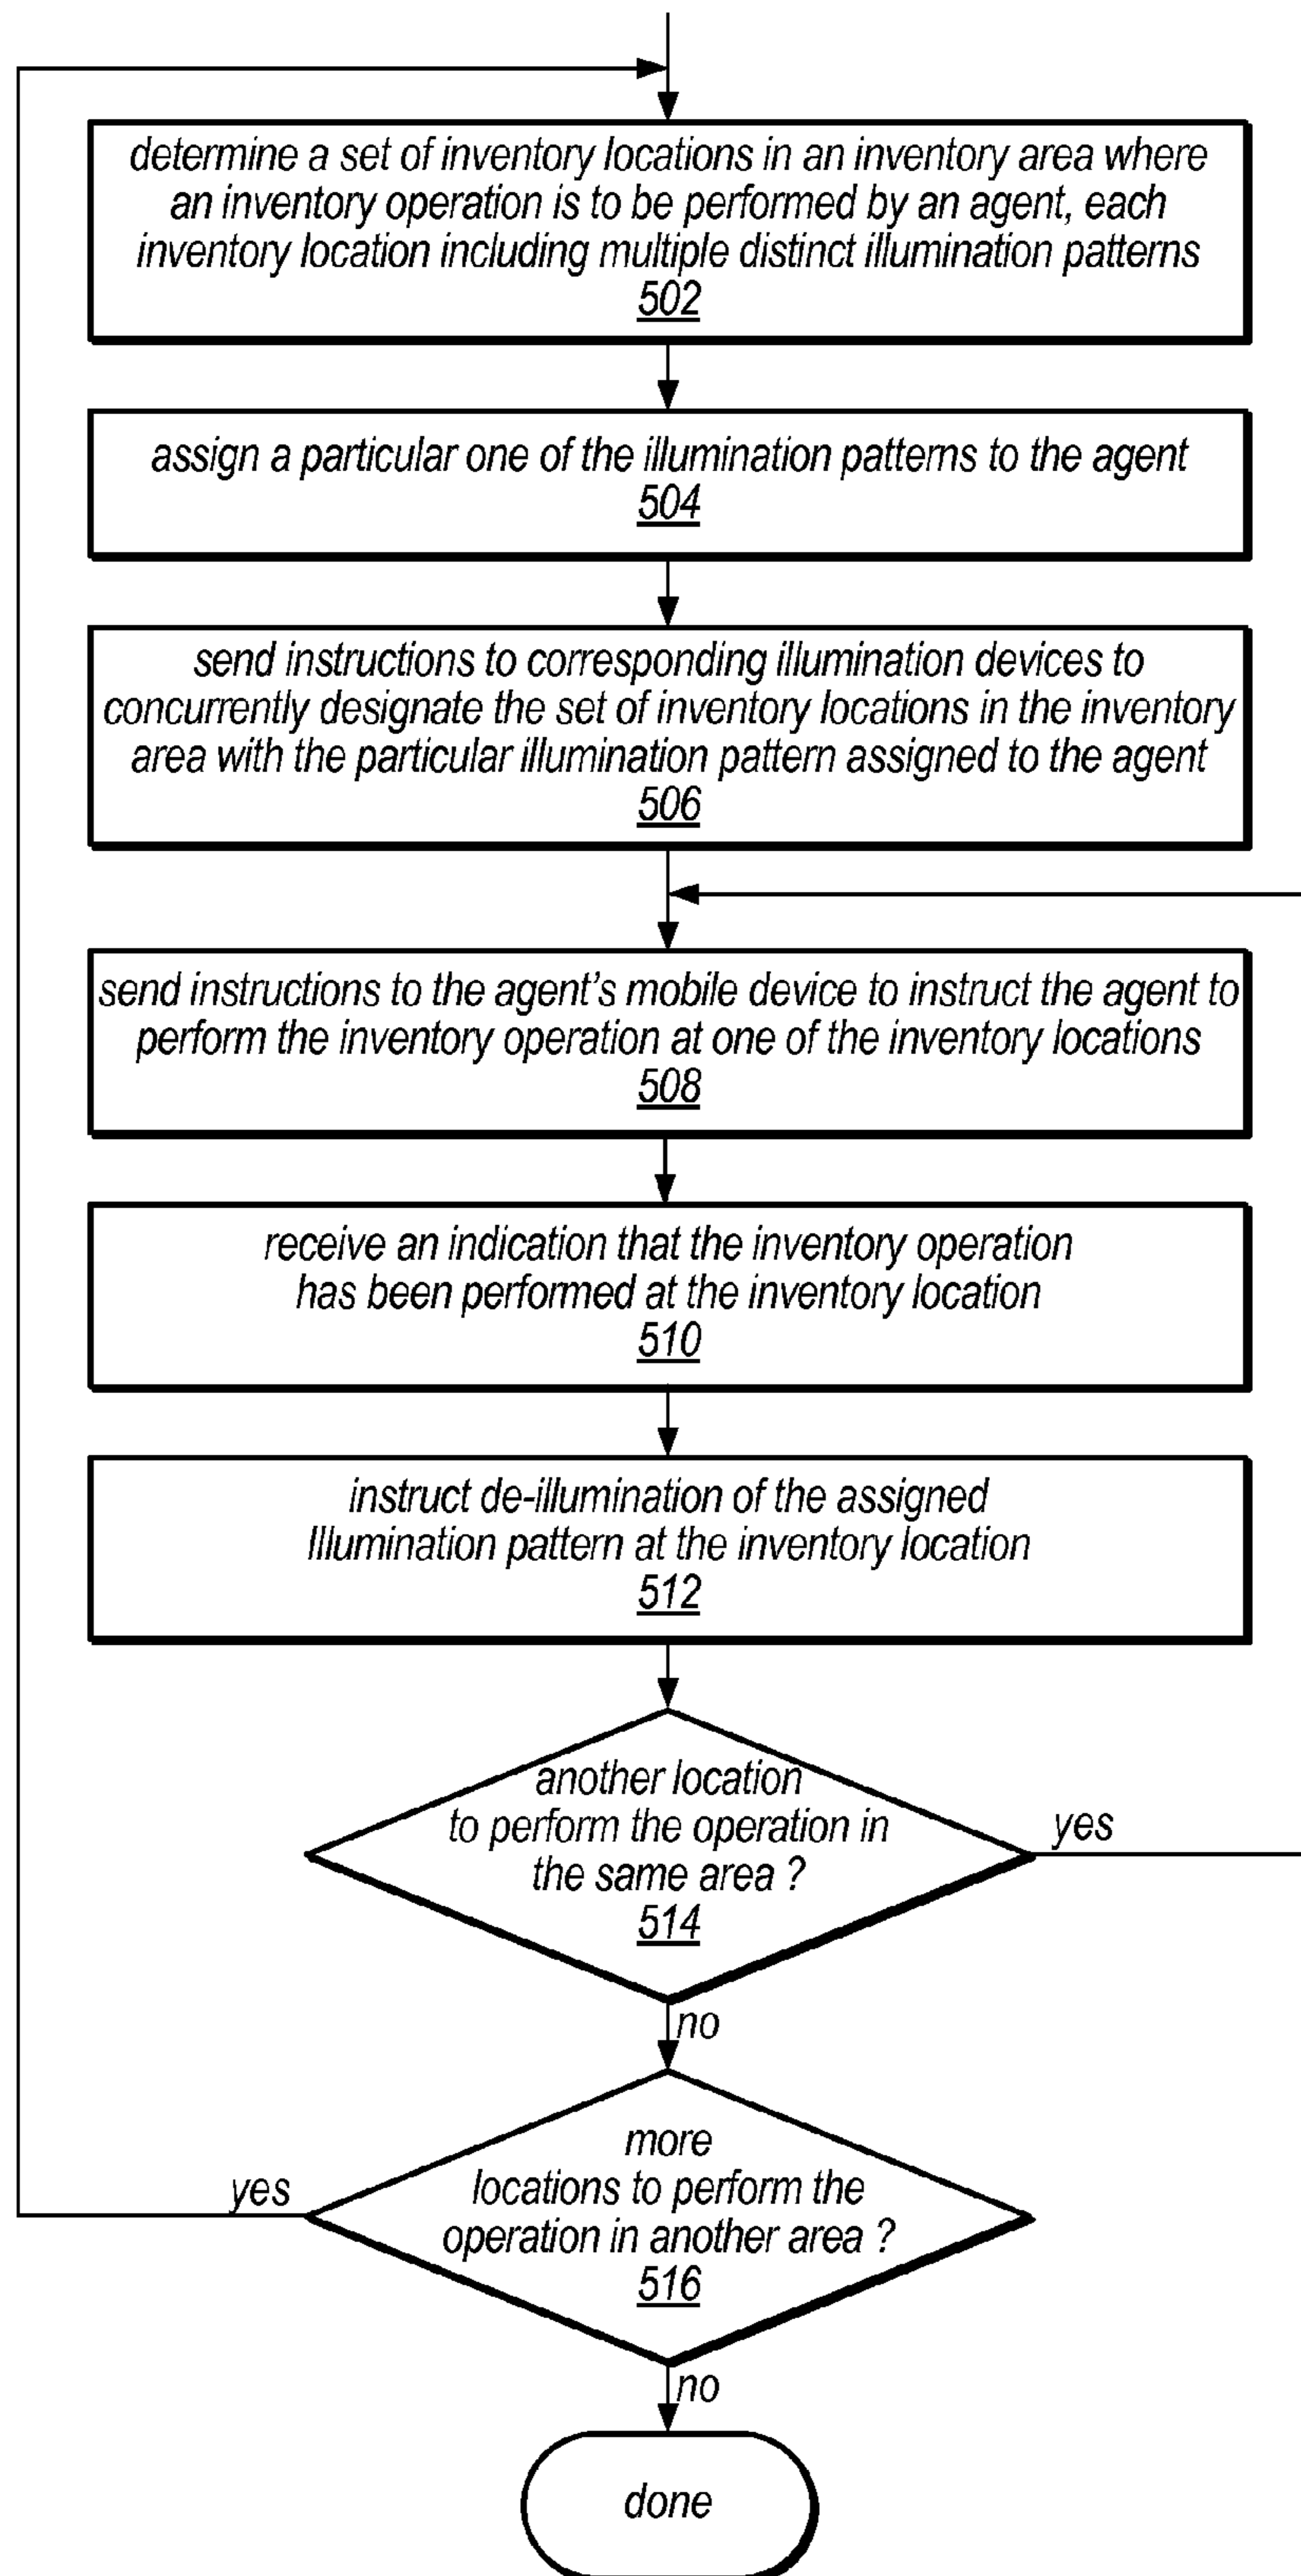 determine a set of inventory locations in an inventory area where
an inventory operation is to be performed by an agent, each
inventory location including multiple distinct illumination patterns
502
assign a particular one of the illumination patterns to the agent
504
send instructions to corresponding illumination devices to
concurrently designate the set of inventory locations in the inventory
area with the particular illumination pattern assigned to the agent
506
send instructions to the agent's mobile device to instruct the agent to
perform the inventory operation at one of the inventory locations
508
receive an indication that the inventory operation
has been performed at the inventory location
510
instruct de-illumination of the assigned
Illumination pattern at the inventory location
512
another location
to perform the operation in
the same area ?
514
yes
no
more
locations to perform the
operation in another area ?
516
yes
no
done